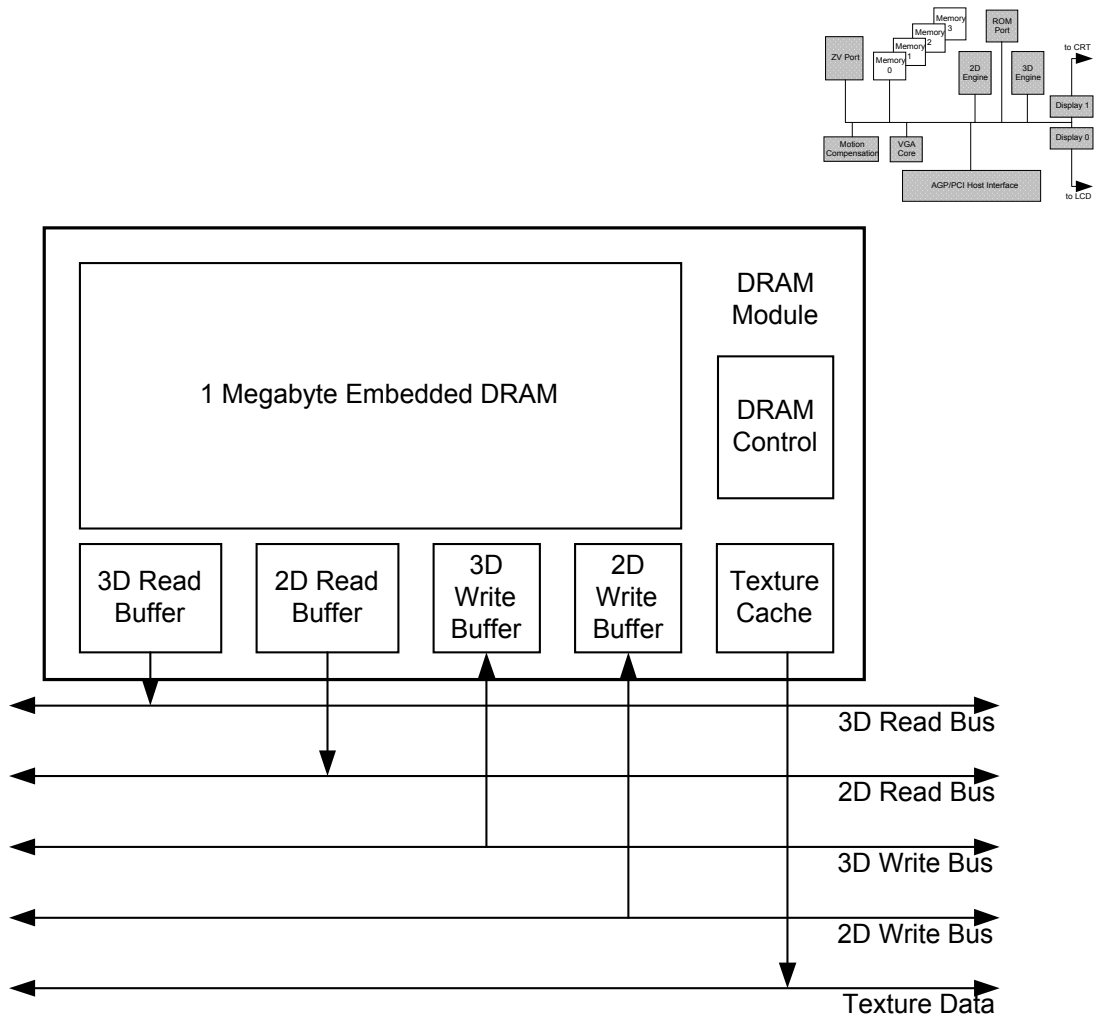 Memory
3
Memory
2
Memory
1
Memory
0
ROM
Port
to CRT
ZV Port
2D
Engine
3D
Engine
Display 1
Display 0
Motion
Compensation
VGA
Core
AGP/PCI Host Interface
to LCD
DRAM
Module
1 Megabyte Embedded DRAM
DRAM
Control
3D Read
Buffer
2D Read
Buffer
3D
Write
Buffer
2D
Write
Buffer
Texture
Cache
3D Read Bus
2D Read Bus
3D Write Bus
2D Write Bus
Texture Data